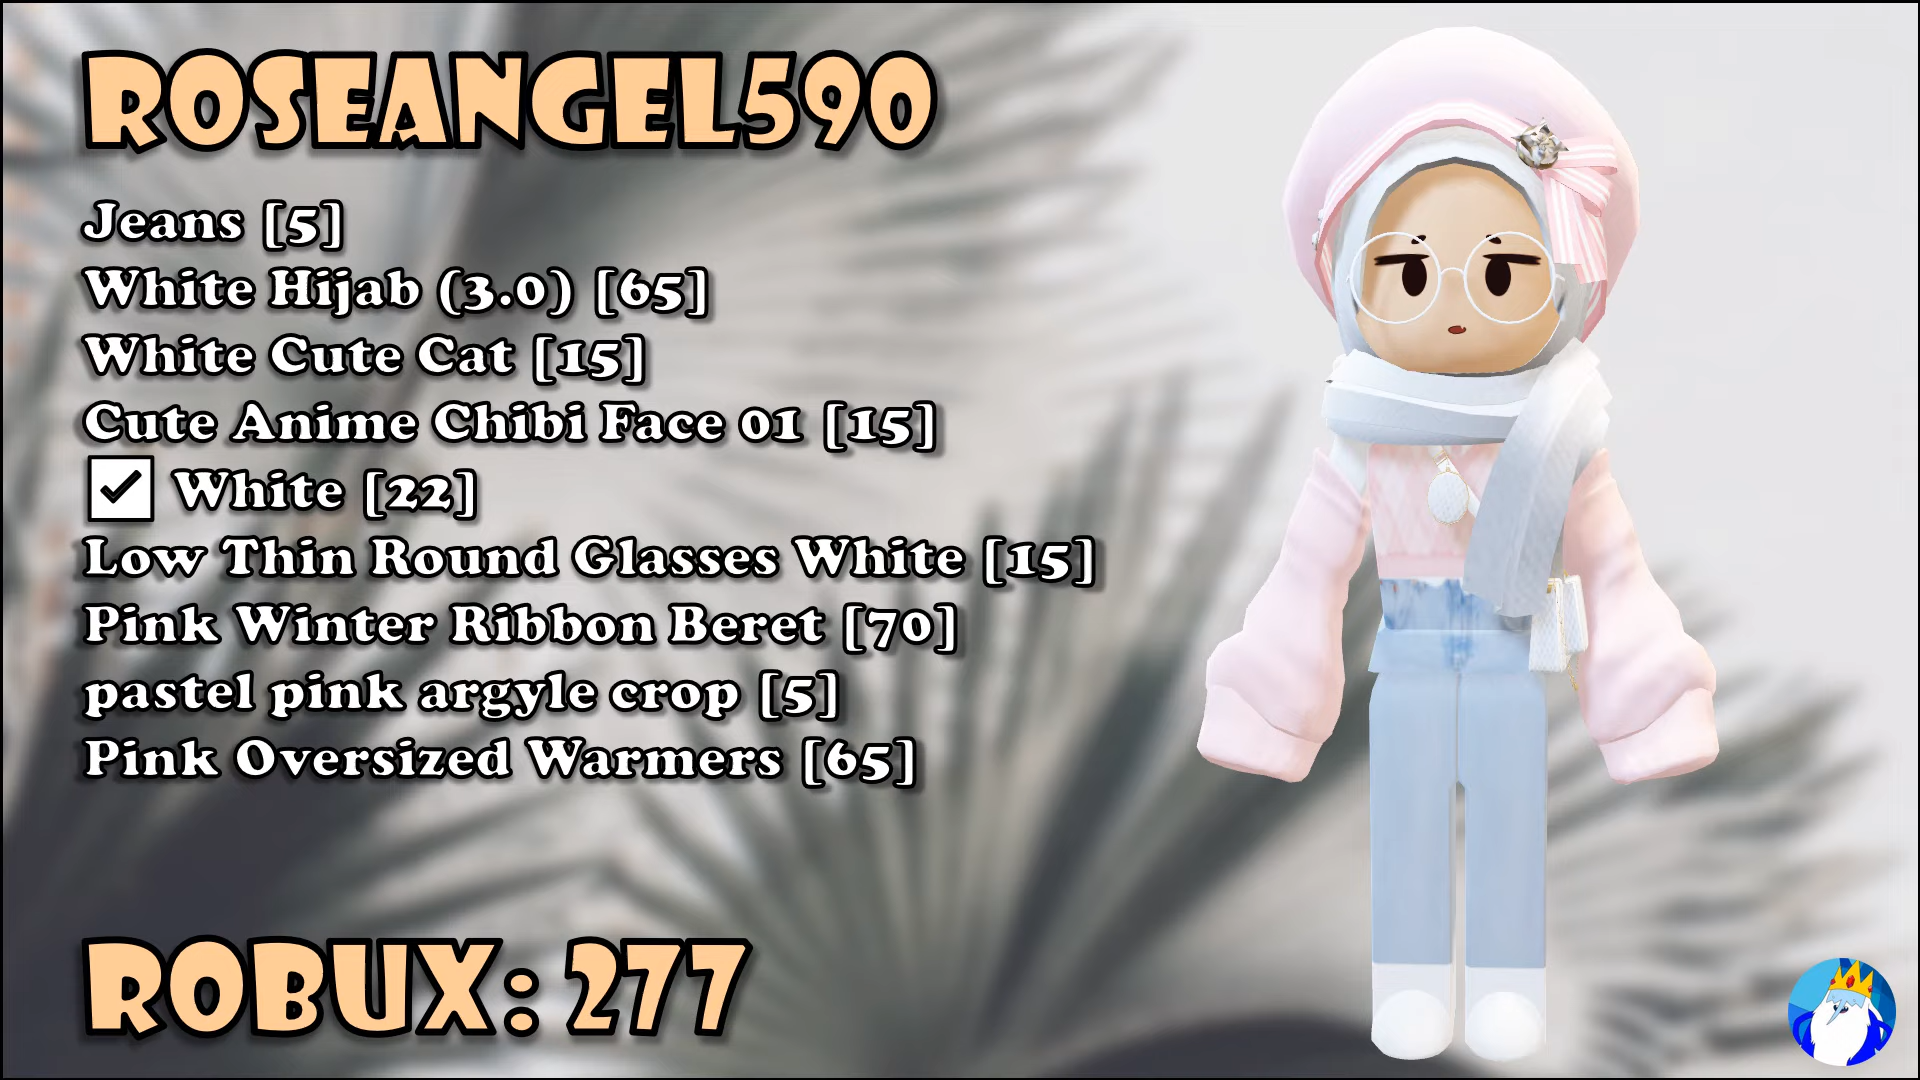 ROSEANGEL590
Jeans [5]
White Hijab (3.0) [65]
White Cute Cat [15]
Cute Anime Chibi Face 01 [15]
✔ White [22]
Low Thin Round Glasses White [15]
Pink Winter Ribbon Beret [70]
pastel pink argyle crop [5]
Pink Oversized Warmers [65]
ROBUX: 277